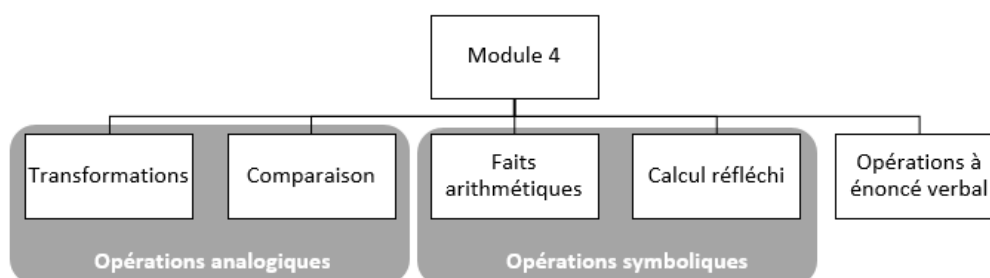 Module 4
Transformations
Comparaison
Faits
arithmétiques
Calcul réfléchi
Opérations à
énoncé verbal
Opérations analogiques
Opérations symboliques